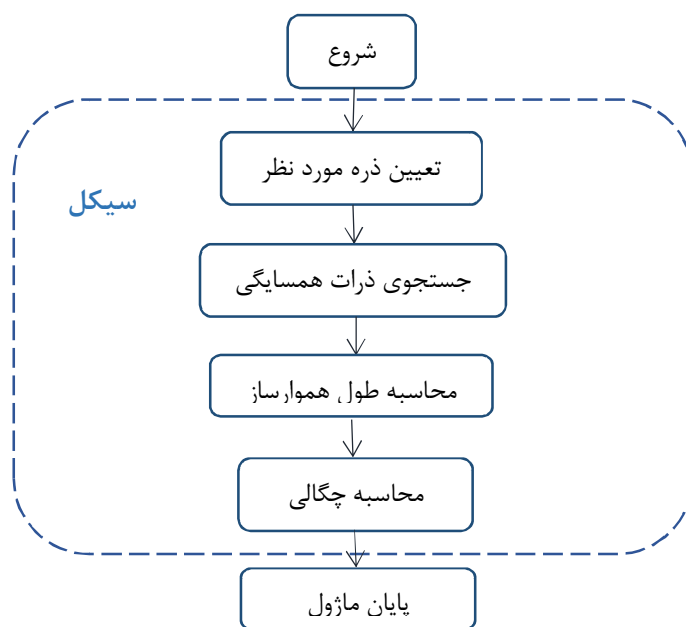 شروع
تعیین ذره مورد نظر
سیکل
جستجوی ذرات همسایگی
محاسبه طول هموارساز
محاسبه چگالی
پایان ماژول